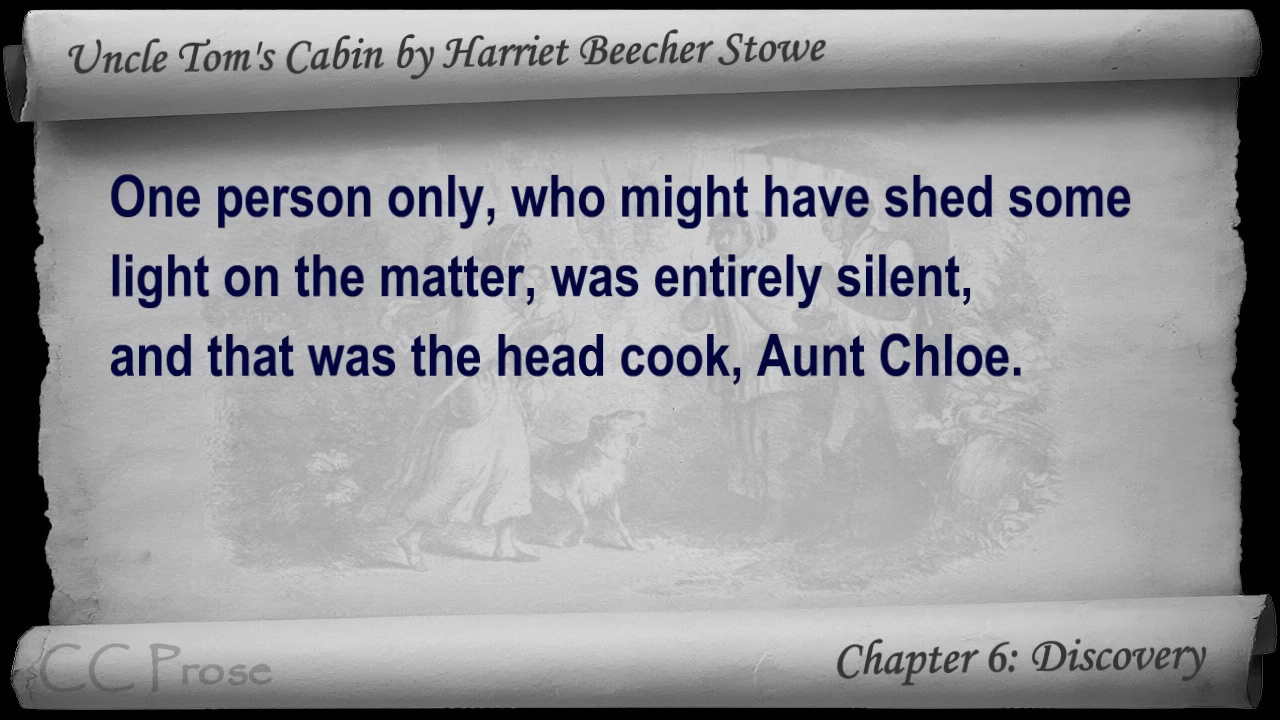 Uncle Tom's Cabin by Harriet Beecher Stowe
One person only, who might have shed some
light on the matter, was entirely silent,
and that was the head cook, Aunt Chloe.
CC Prose
Chapter 6: Discovery